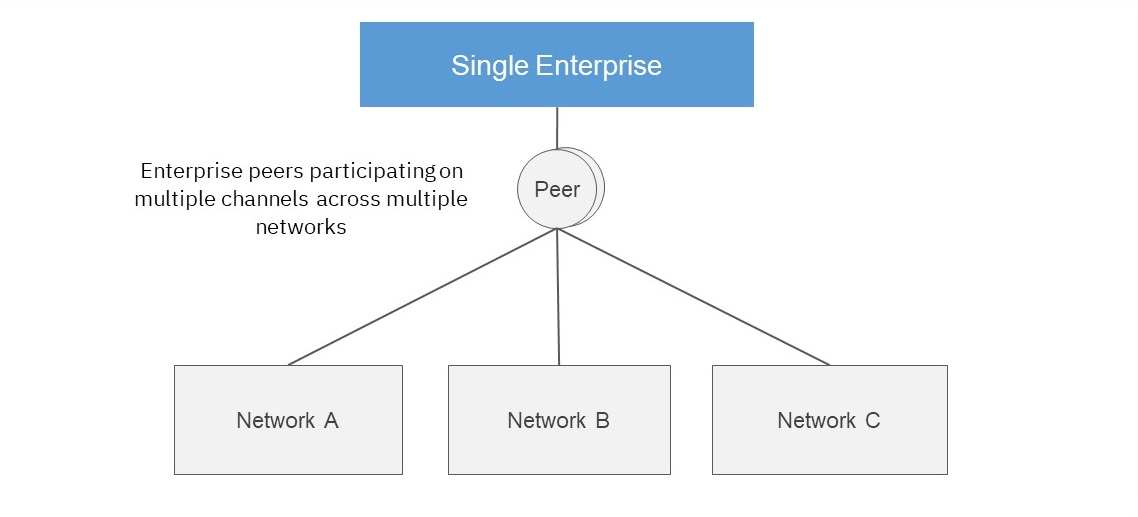 Single Enterprise
Enterprise peers participating on
multiple channels across multiple
networks
Peer
Network A
Network B
Network C